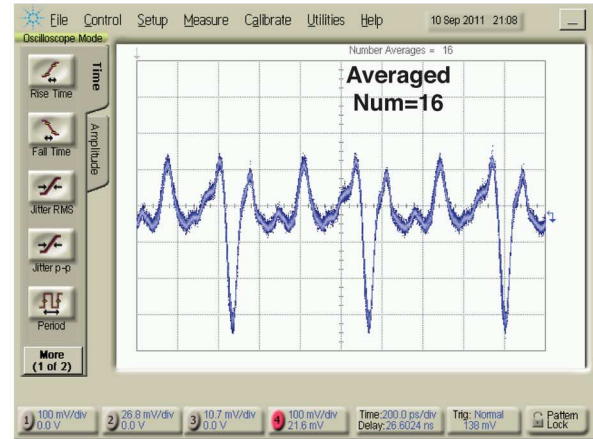 File Control Setup Measure Calibrate Utilities Help 10 Sep 2011 21:08
Oscilloscope Mode
Number Averages = 16
Averaged
Num=16
Time
Amplitude
Rise Time
Fall Time
Jitter RMS
Jitter p-p
Period
More
(1 of 2)
1) 100 mV/div
0.0 V
2) 26.8 mV/div
0.0 V
3) 10.7 mV/div
0.0 V
4) 100 mV/div
21.6 mV
Time:200.0 ps/div
Delay:26.6024 ns
Trig: Normal
138 mV
Pattern
Lock